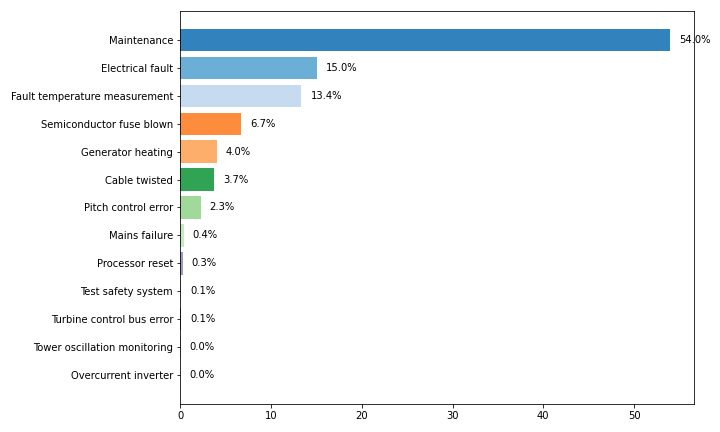 Maintenance 54.0%
Electrical fault 15.0%
Fault temperature measurement 13.4%
Semiconductor fuse blown 6.7%
Generator heating 4.0%
Cable twisted 3.7%
Pitch control error 2.3%
Mains failure 0.4%
Processor reset 0.3%
Test safety system 0.1%
Turbine control bus error 0.1%
Tower oscillation monitoring 0.0%
Overcurrent inverter 0.0%
0 10 20 30 40 50